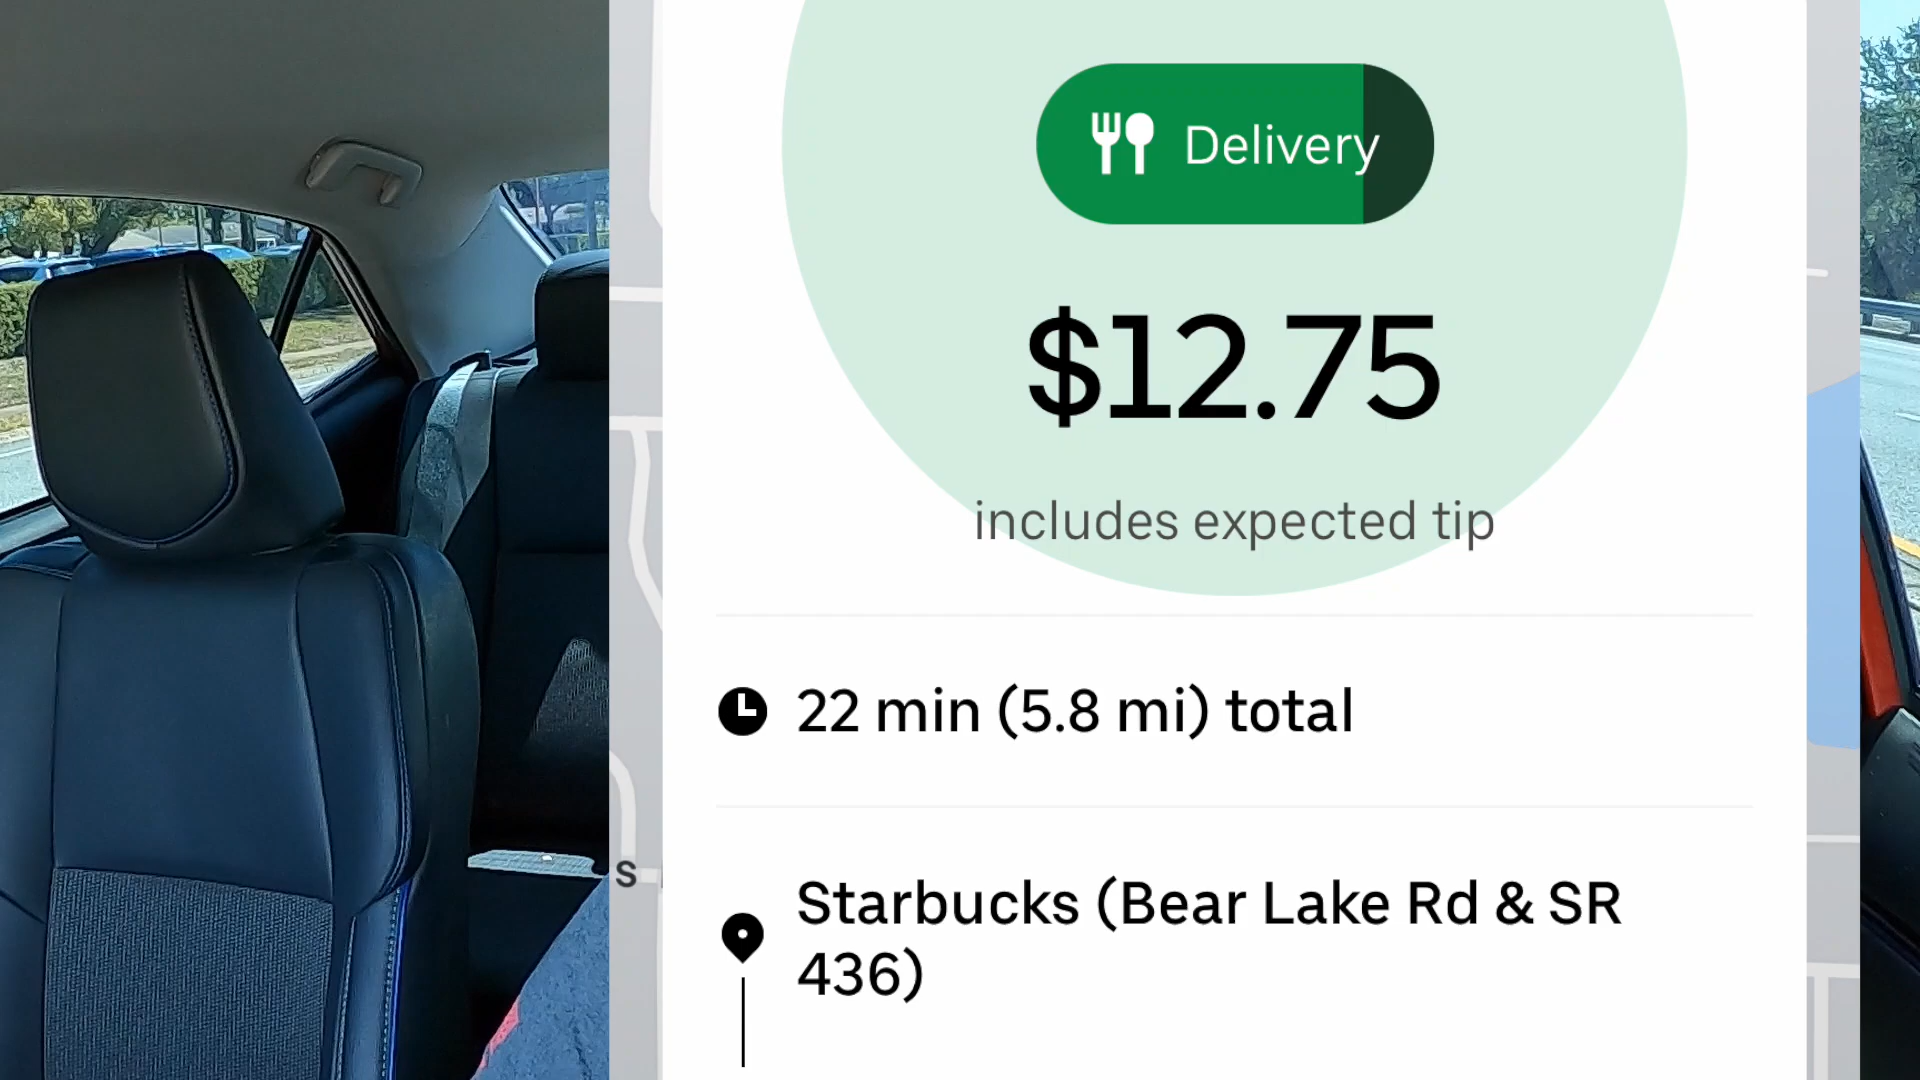 Delivery
$12.75
includes expected tip
22 min (5.8 mi) total
s
Starbucks (Bear Lake Rd & SR
436)